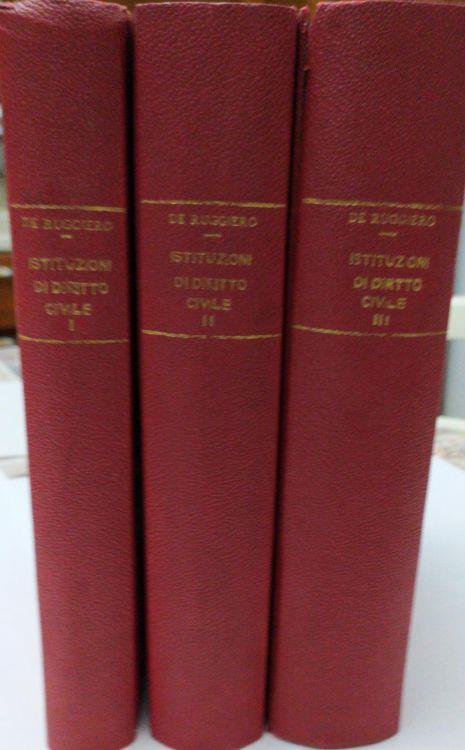 DE RUGGIERO
ISTITUZIONI
DI DIRITTO
CIVILE
I
DE RUGGIERO
ISTITUZIONI
DI DIRITTO
CIVILE
II
DE RUGGIERO
ISTITUZIONI
DI DIRITTO
CIVILE
III